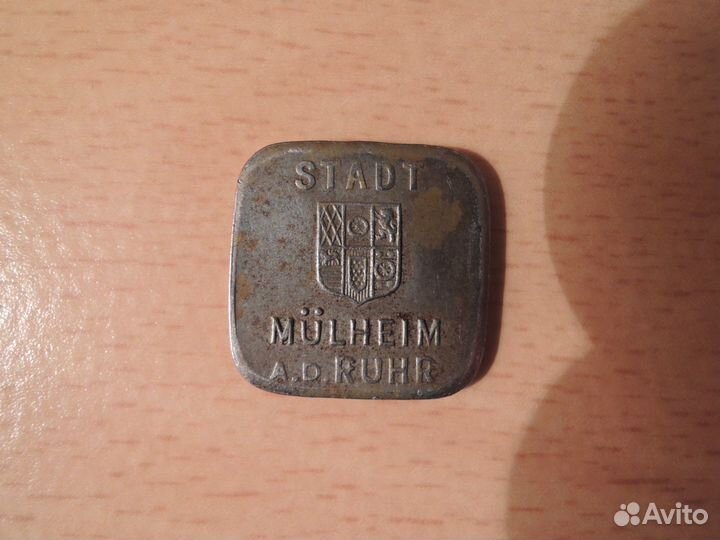 STADT
MÜLHEIM
A.D RUHR
Avito